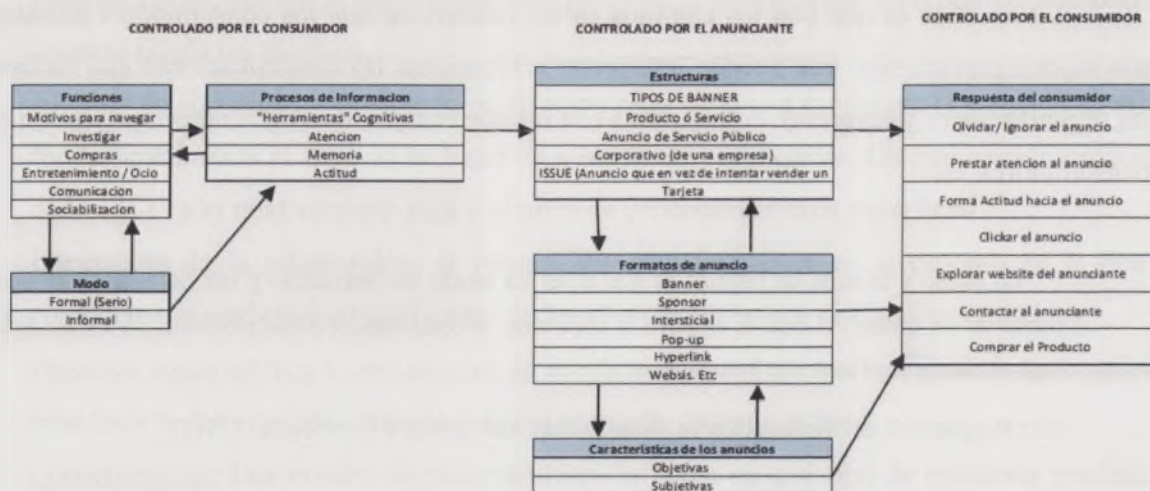 CONTROLADO POR EL CONSUMIDOR
CONTROLADO POR EL ANUNCIANTE
CONTROLADO POR EL CONSUMIDOR
Funciones
Motivos para navegar
Investigar
Compras
Entretenimiento / Ocio
Comunicacion
Sociabilizacion
Modo
Formal (Serio)
Informal
Procesos de Informacion
"Herramientas" Cognitivas
Atencion
Memoria
Actitud
Estructuras
TIPOS DE BANNER
Producto ó Servicio
Anuncio de Servicio Público
Corporativo (de una empresa)
ISSUE (Anuncio que en vez de intentar vender un
Tarjeta
Formatos de anuncio
Banner
Sponsor
Intersticial
Pop-up
Hyperlink
Websis. Etc
Caracteristicas de los anuncios
Objetivas
Subjetivas
Respuesta del consumidor
Olvidar/ Ignorar el anuncio
Prestar atencion al anuncio
Forma Actitud hacia el anuncio
Clickar el anuncio
Explorar website del anunciante
Contactar al anunciante
Comprar el Producto